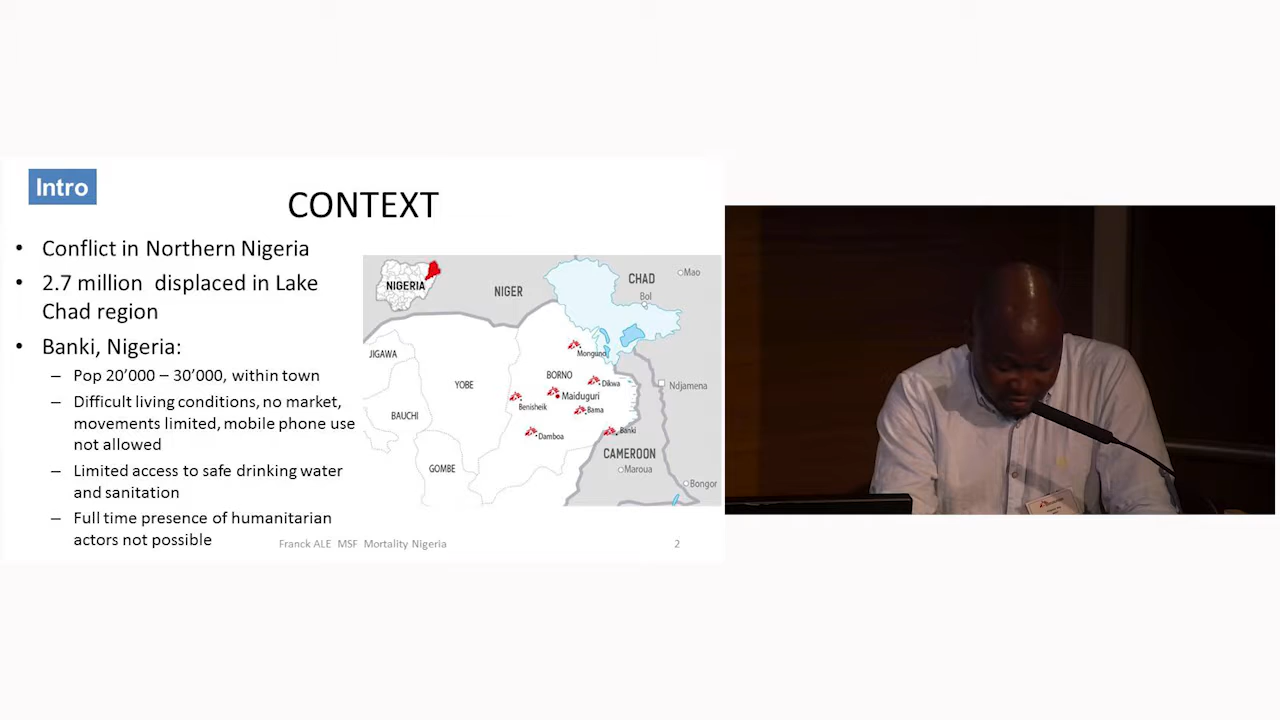 Intro
CONTEXT
• Conflict in Northern Nigeria
• 2.7 million displaced in Lake
Chad region
• Banki, Nigeria:
– Pop 20'000 – 30'000, within town
– Difficult living conditions, no market,
movements limited, mobile phone use
not allowed
– Limited access to safe drinking water
and sanitation
– Full time presence of humanitarian
actors not possible
NIGERIA
NIGER
CHAD
Mao
Bol
JIGAWA
YOBE
BORNO
Monguno
Dikwa
Ndjamena
Maiduguri
Benisheik
Bama
BAUCHI
Damboa
Banki
CAMEROON
GOMBE
Maroua
Bongor
Franck ALE MSF Mortality Nigeria
2